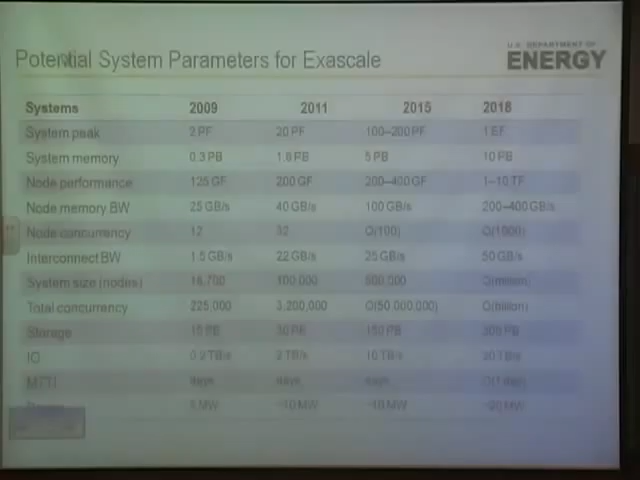 U.S. DEPARTMENT OF
ENERGY
Potential System Parameters for Exascale
Systems 2009 2011 2015 2018
System peak 2 PF 20 PF 100–200 PF 1 EF
System memory 0.3 PB 1.6 PB 5 PB 10 PB
Node performance 125 GF 200 GF 200–400 GF 1–10 TF
Node memory BW 25 GB/s 40 GB/s 100 GB/s 200–400 GB/s
Node concurrency 12 32 O(100) O(1000)
Interconnect BW 1.5 GB/s 22 GB/s 25 GB/s 50 GB/s
System size (nodes) 18,700 100,000 500,000 O(million)
Total concurrency 225,000 3,200,000 O(50,000,000) O(billion)
Storage 15 PB 30 PB 150 PB 300 PB
IO 0.2 TB/s 2 TB/s 10 TB/s 20 TB/s
MTTI days days days O(1 day)
MW ~10 MW ~10 MW ~20 MW